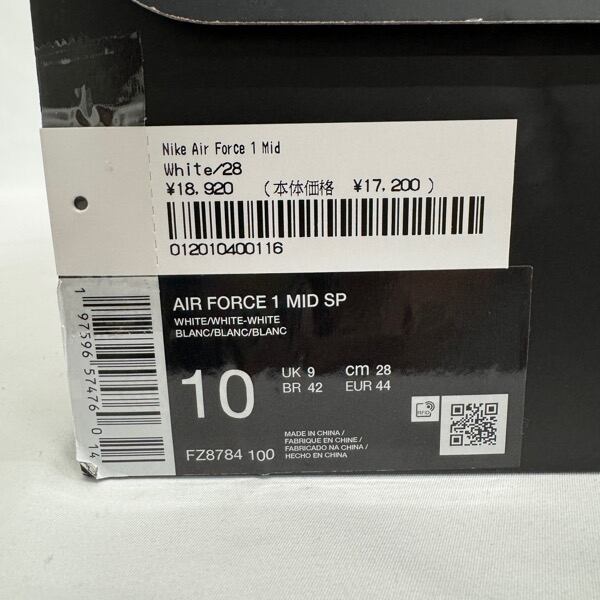 Nike Air Force 1 Mid
White/28
¥18,920 (本体価格 ¥17,200)
012010400116
AIR FORCE 1 MID SP
WHITE/WHITE-WHITE
BLANC/BLANC/BLANC
10
UK 9 cm 28
BR 42 EUR 44
MADE IN CHINA /
FABRIQUE EN CHINE /
FABRICADO NA CHINA /
HECHO EN CHINA
FZ8784 100
RFID
1 97596 57476 0 14